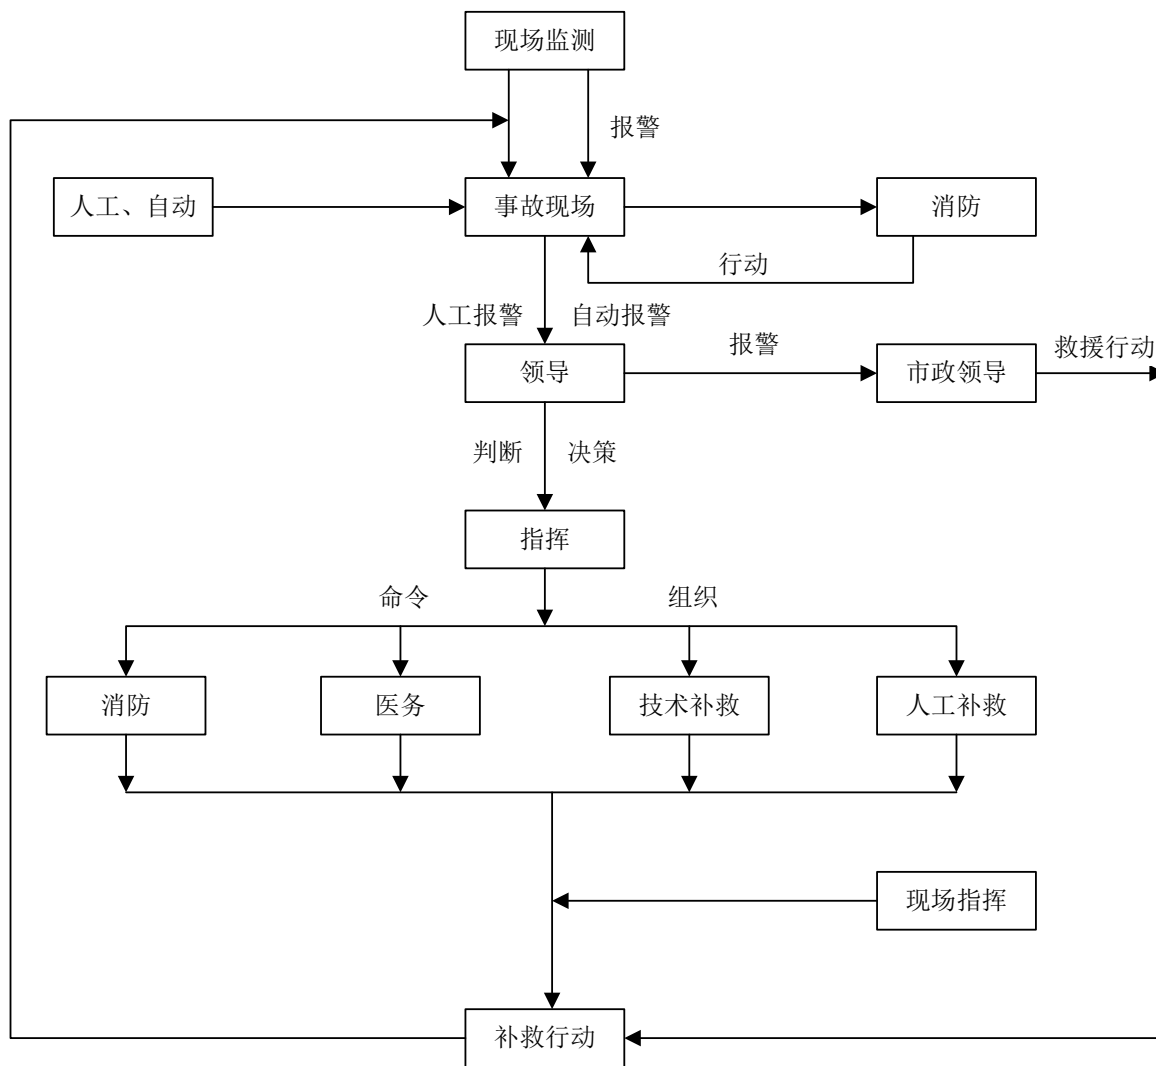 现场监测
报警
人工、自动
事故现场
消防
行动
人工报警
自动报警
报警
救援行动
领导
市政领导
判断
决策
指挥
命令
组织
消防
医务
技术补救
人工补救
现场指挥
补救行动